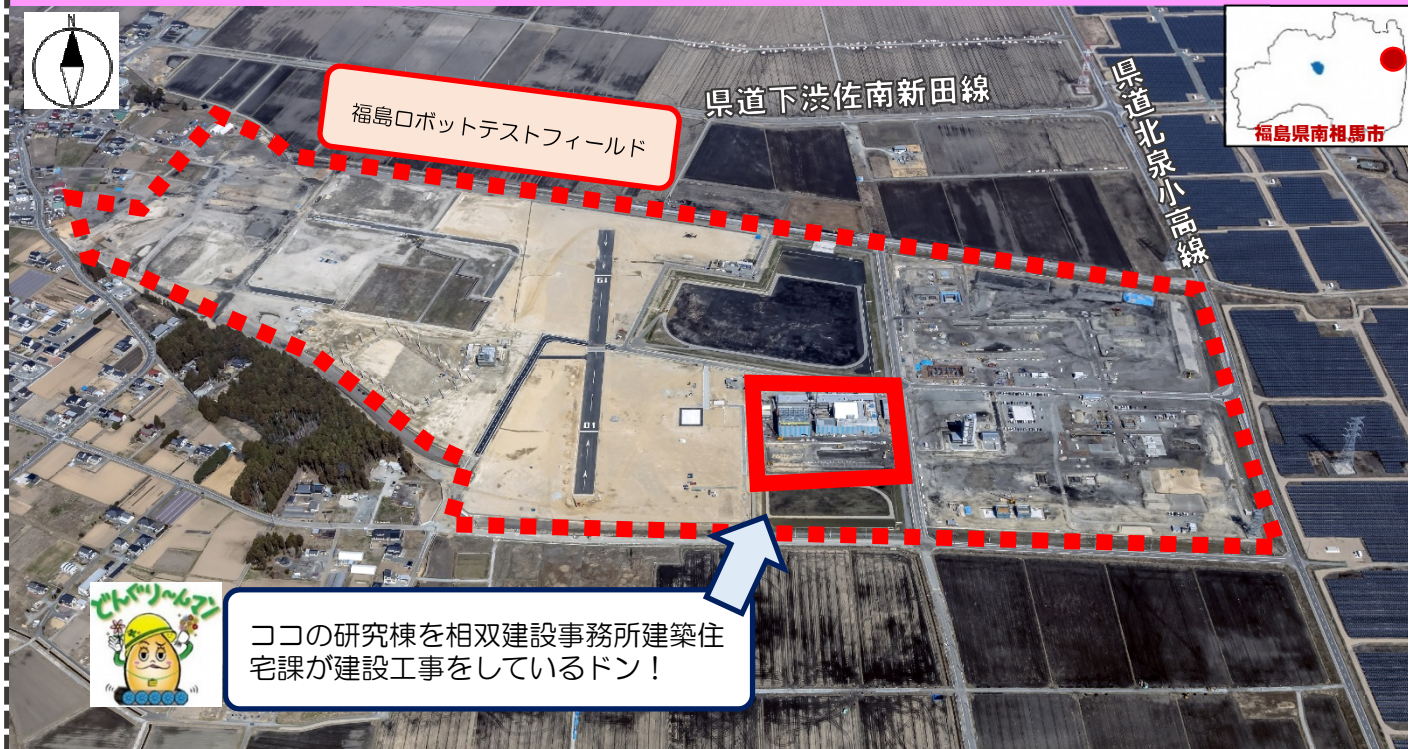 N
福島ロボットテストフィールド
県道下渋佐南新田線
県道北泉小高線
福島県南相馬市
01
どんぐり~んマン
ココの研究棟を相双建設事務所建築住
宅課が建設工事をしているドン！